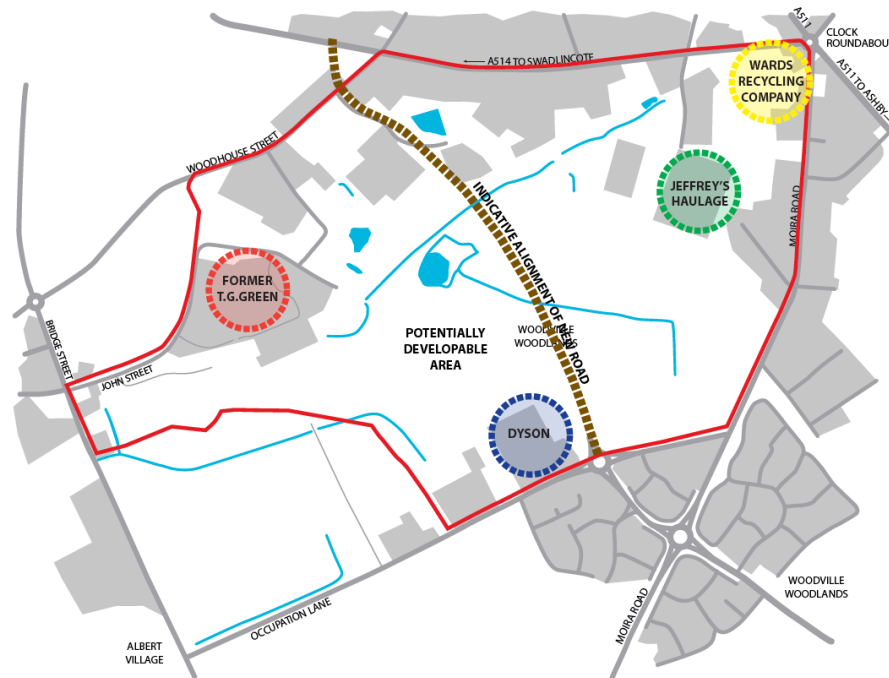 A511
CLOCK
ROUNDABOU
A514 TO SWADLINCOTE
WARDS
RECYCLING
COMPANY
A511 TO ASHBY
WOODHOUSE STREET
JEFFREY'S
HAULAGE
MOIRA ROAD
INDICATIVE ALIGNMENT OF NEW ROAD
FORMER
T.G.GREEN
POTENTIALLY
DEVELOPABLE
AREA
WOODVILLE
WOODLANDS
BRIDGE STREET
JOHN STREET
DYSON
OCCUPATION LANE
MOIRA ROAD
WOODVILLE
WOODLANDS
ALBERT
VILLAGE